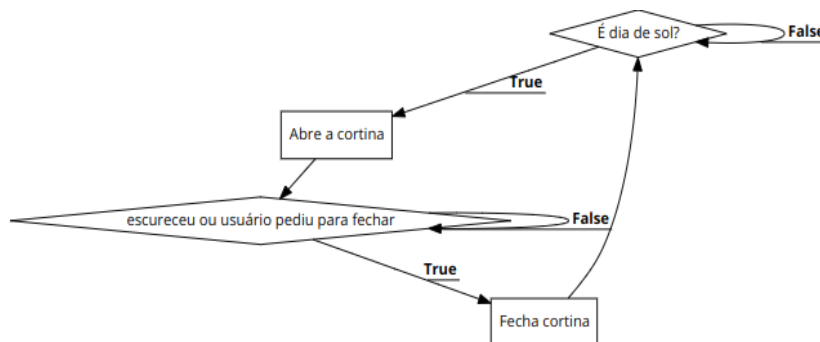 É dia de sol?
False
True
Abre a cortina
escureceu ou usuário pediu para fechar
False
True
Fecha cortina